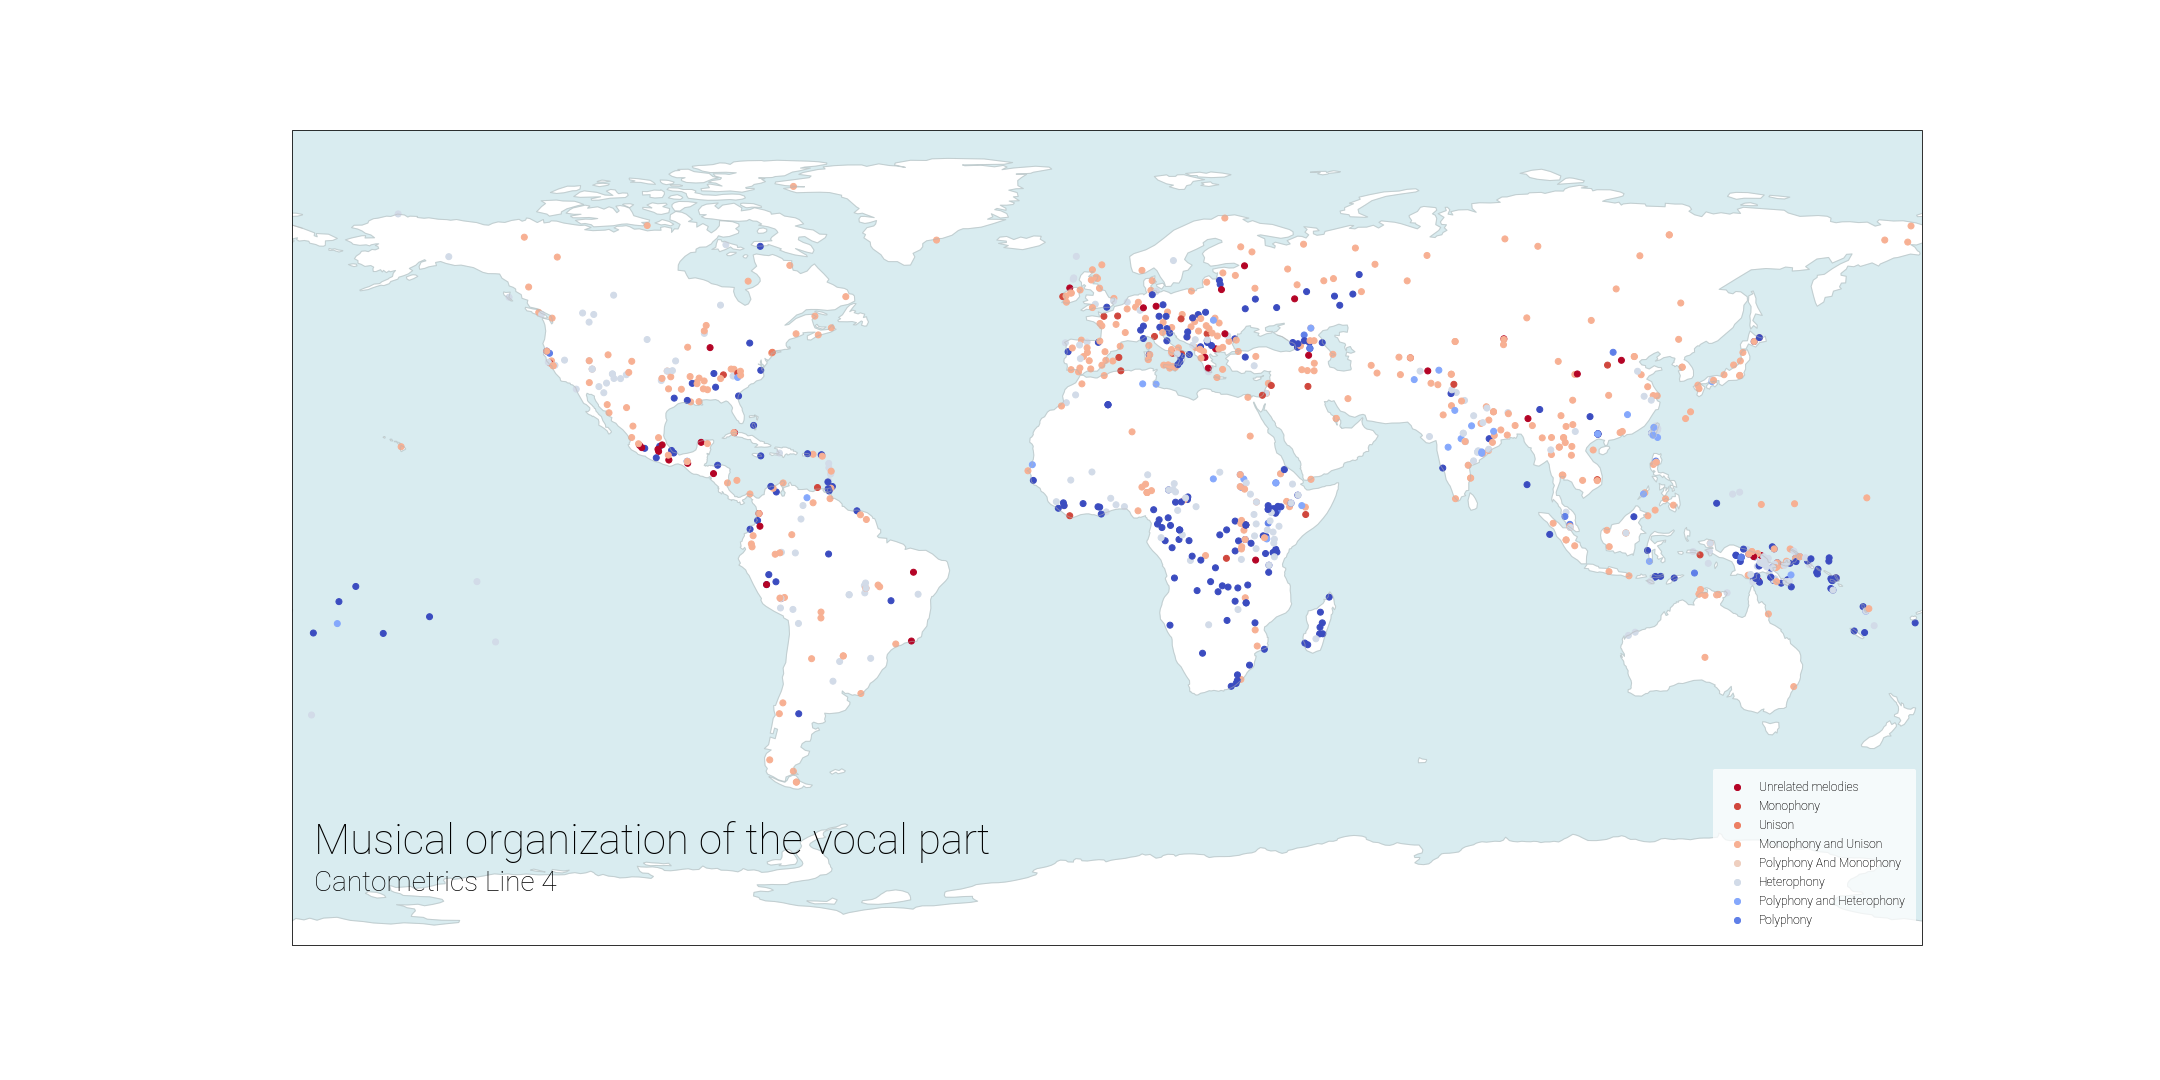 Musical organization of the vocal part
Cantometrics Line 4
Unrelated melodies
Monophony
Unison
Monophony and Unison
Polyphony And Monophony
Heterophony
Polyphony and Heterophony
Polyphony